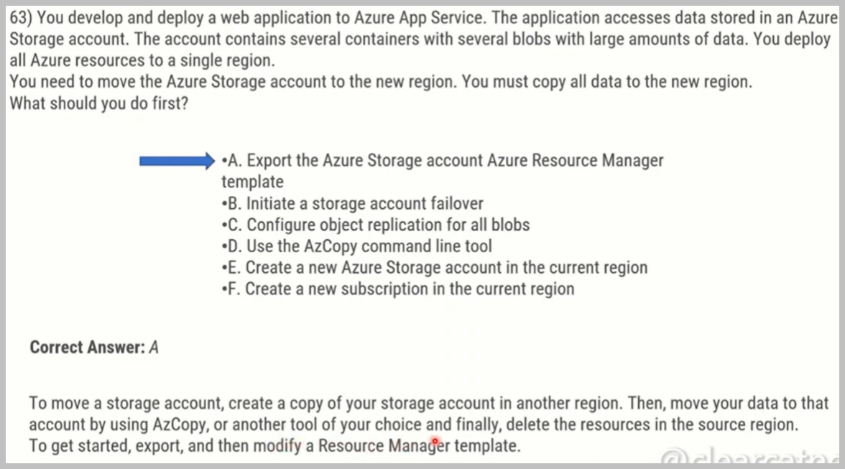 63) You develop and deploy a web application to Azure App Service. The application accesses data stored in an Azure
Storage account. The account contains several containers with several blobs with large amounts of data. You deploy
all Azure resources to a single region.
You need to move the Azure Storage account to the new region. You must copy all data to the new region.
What should you do first?
•A. Export the Azure Storage account Azure Resource Manager
template
•B. Initiate a storage account failover
•C. Configure object replication for all blobs
•D. Use the AzCopy command line tool
•E. Create a new Azure Storage account in the current region
•F. Create a new subscription in the current region
Correct Answer: A
To move a storage account, create a copy of your storage account in another region. Then, move your data to that
account by using AzCopy, or another tool of your choice and finally, delete the resources in the source region.
To get started, export, and then modify a Resource Manager template.